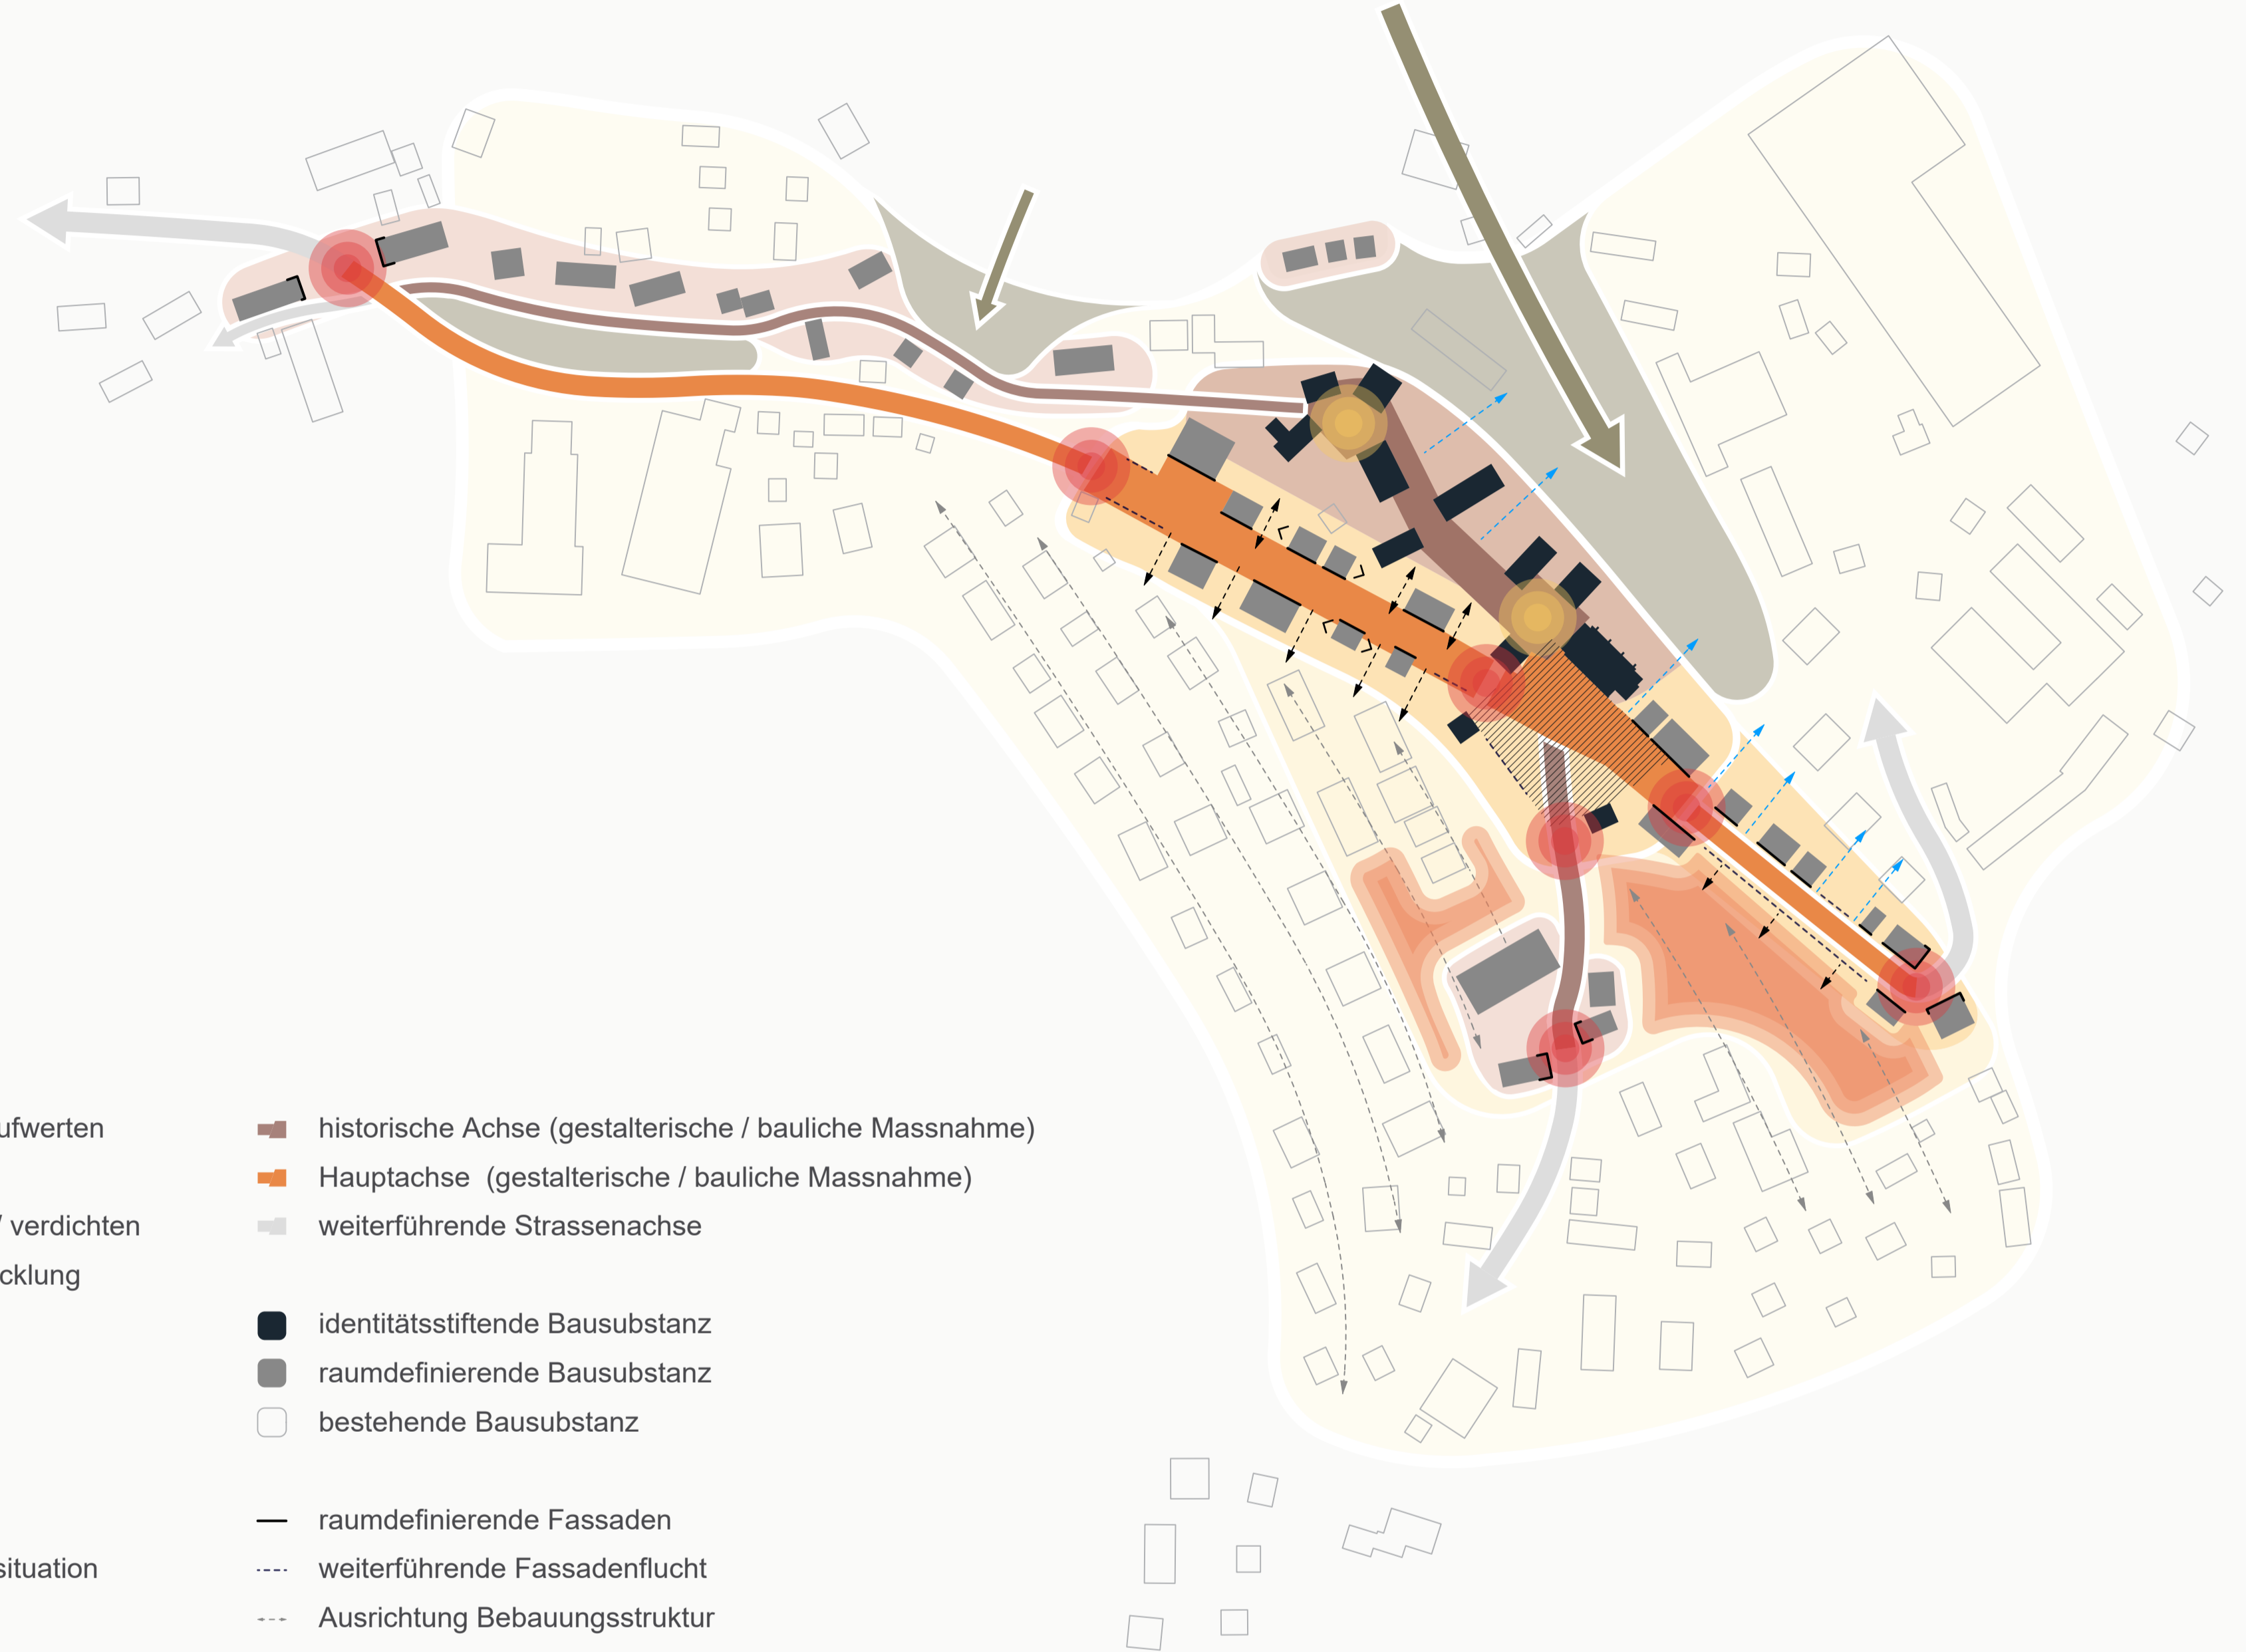 ufwerten
/ verdichten
cklung
situation
historische Achse (gestalterische / bauliche Massnahme)
Hauptachse (gestalterische / bauliche Massnahme)
weiterführende Strassenachse
identitätsstiftende Bausubstanz
raumdefinierende Bausubstanz
bestehende Bausubstanz
raumdefinierende Fassaden
weiterführende Fassadenflucht
Ausrichtung Bebauungsstruktur